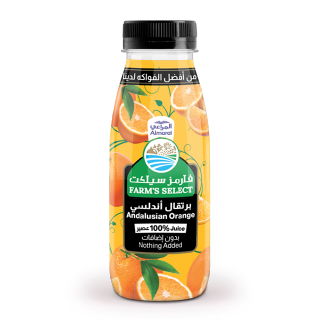 من أفضل الفواكه لدينا
المراعي
Almarai
فارمز سيلكت
FARM'S SELECT
برتقال أندلسي
Andalusian Orange
عصير 100% Juice
بدون إضافات
Nothing Added